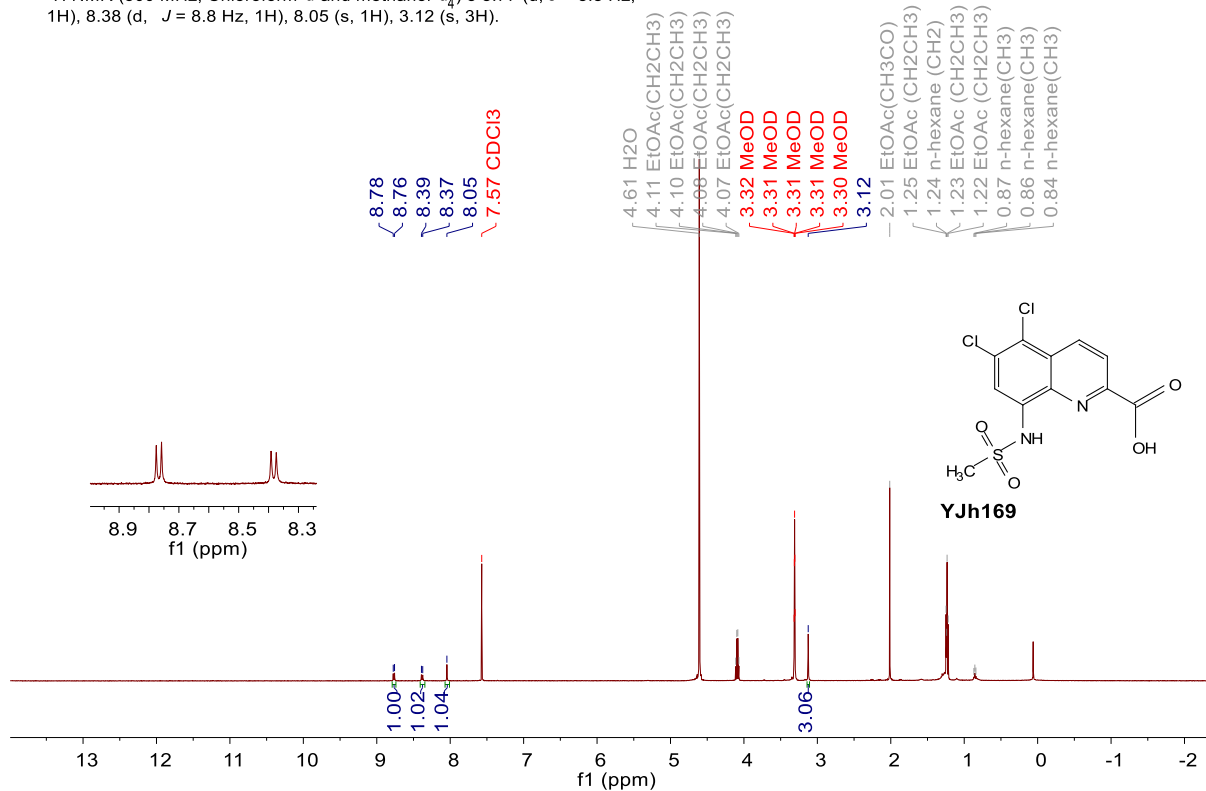 1H), 8.38 (d, J = 8.8 Hz, 1H), 8.05 (s, 1H), 3.12 (s, 3H).
8.78
8.76
8.39
8.37
8.05
7.57 CDCl3
4.61 H2O
4.11 EtOAc(CH2CH3)
4.10 EtOAc(CH2CH3)
4.08 EtOAc(CH2CH3)
4.07 EtOAc(CH2CH3)
3.32 MeOD
3.31 MeOD
3.31 MeOD
3.31 MeOD
3.30 MeOD
3.12
2.01 EtOAc(CH3CO)
1.25 EtOAc (CH2CH3)
1.24 n-hexane (CH2)
1.23 EtOAc (CH2CH3)
1.22 EtOAc (CH2CH3)
0.87 n-hexane(CH3)
0.86 n-hexane(CH3)
0.84 n-hexane(CH3)
Cl
Cl
N
O
OH
NH
O
S
O
H3C
YJh169
8.9 8.7 8.5 8.3
f1 (ppm)
1.00
1.02
1.04
3.06
13 12 11 10 9 8 7 6 5 4 3 2 1 0 -1 -2
f1 (ppm)